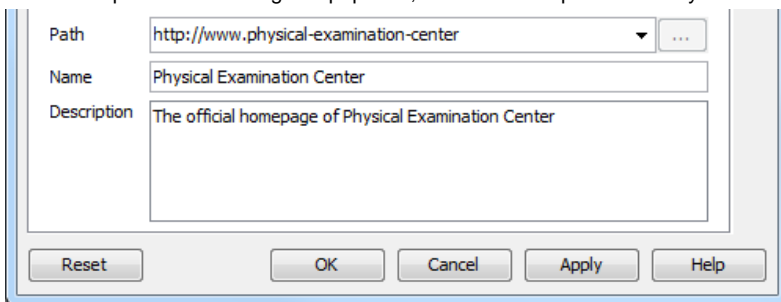 Path http://www.physical-examination-center ...
Name Physical Examination Center
Description The official homepage of Physical Examination Center
Reset OK Cancel Apply Help